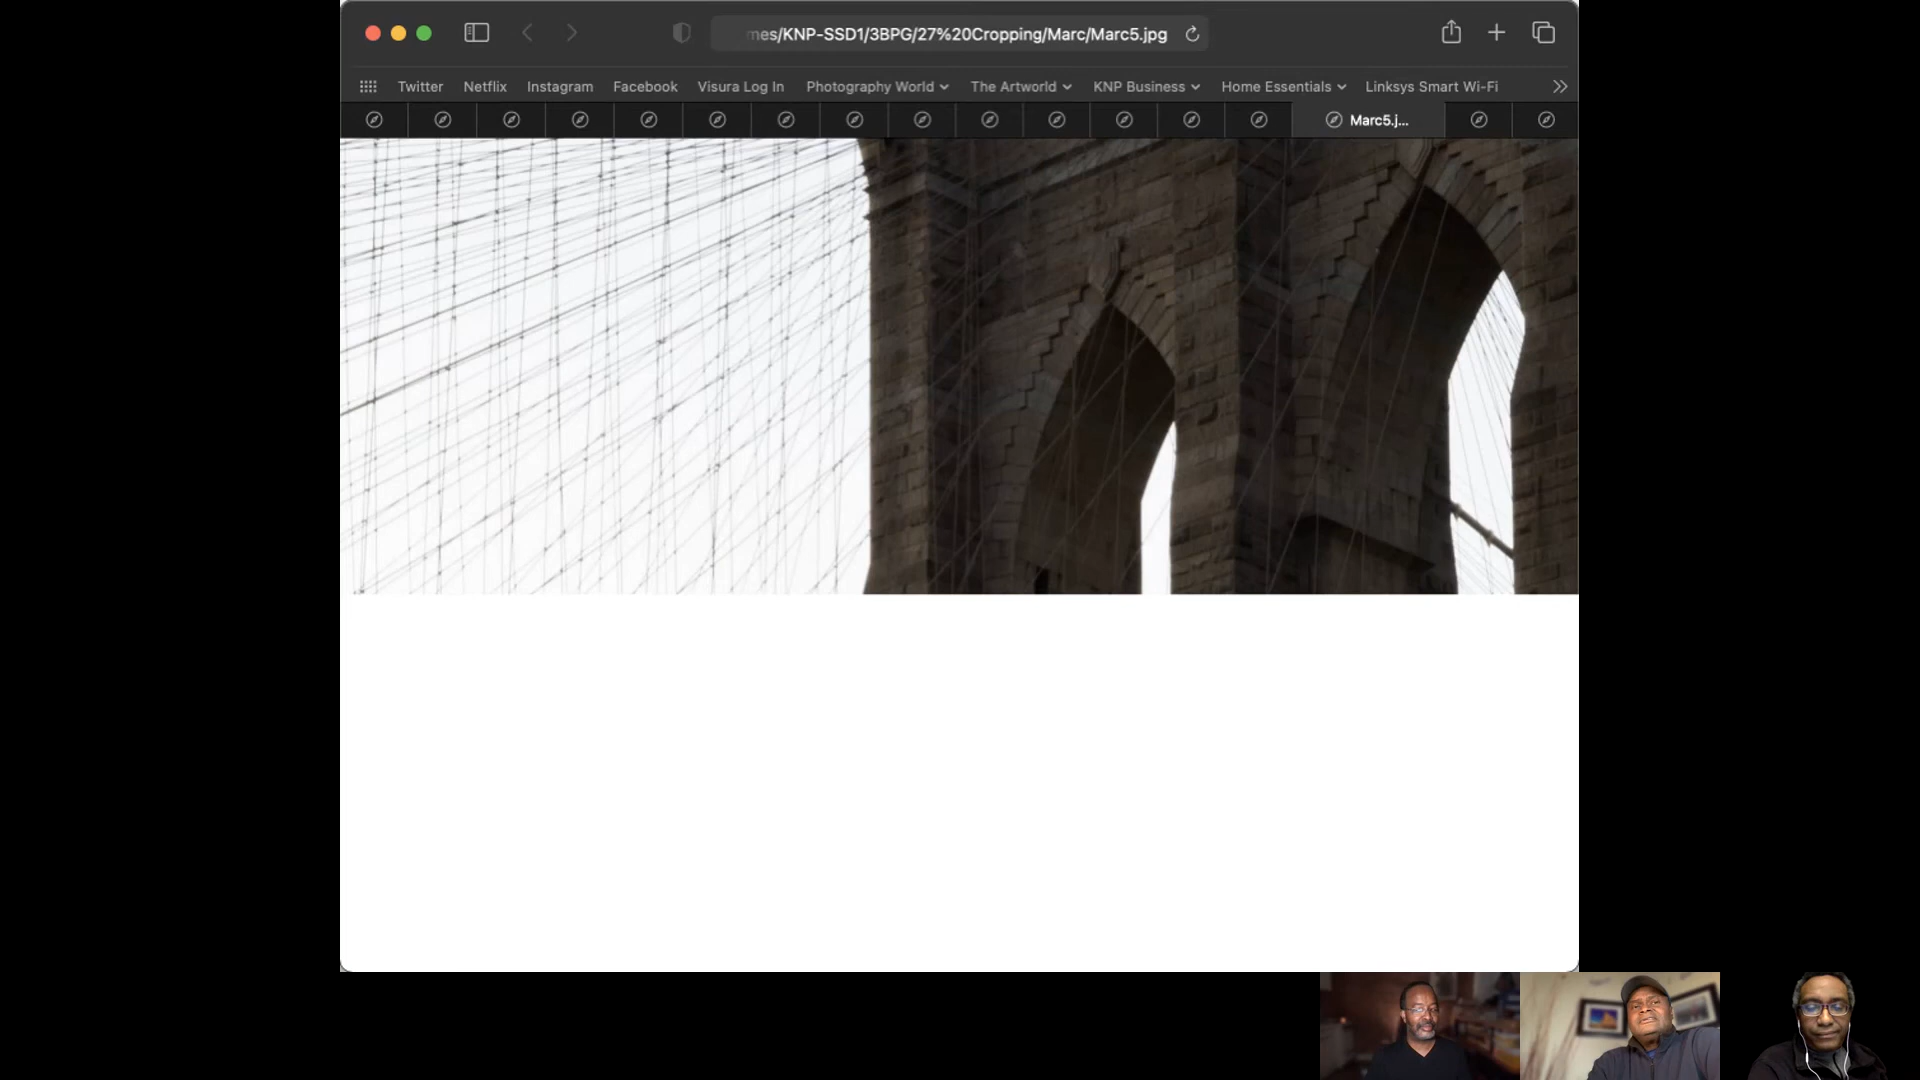 mes/KNP-SSD1/3BPG/27%20Cropping/Marc/Marc5.jpg
Twitter Netflix Instagram Facebook Visura Log In Photography World The Artworld KNP Business Home Essentials Linksys Smart Wi-Fi
Marc5.j...